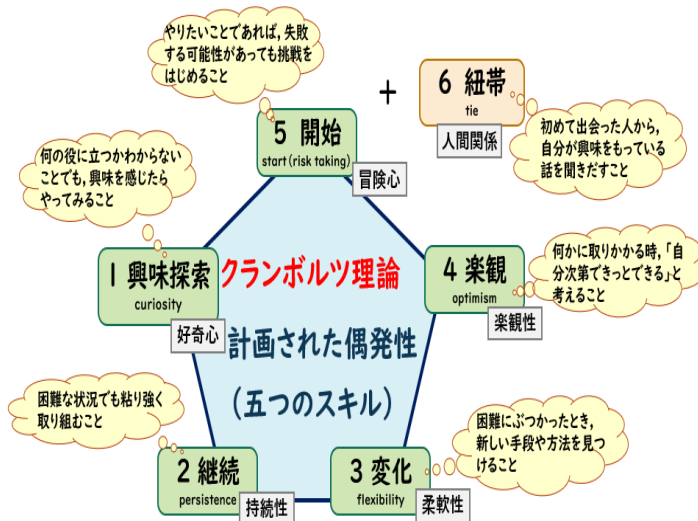 やりたいことであれば,失敗
する可能性があっても挑戦を
はじめること
5 開始
start(risk taking)
冒険心
+
6 紐帯
tie
人間関係
初めて出会った人から,
自分が興味をもっている
話を聞きだすこと
何の役に立つかわからない
ことでも,興味を感じたら
やってみること
1 興味探索
curiosity
好奇心
クランボルツ理論
計画された偶発性
(五つのスキル)
4 楽観
optimism
楽観性
何かに取りかかる時,「自
分次第できっとできる」と
考えること
困難な状況でも粘り強く
取り組むこと
2 継続
persistence
持続性
3 変化
flexibility
柔軟性
困難にぶつかったとき,
新しい手段や方法を見つ
けること